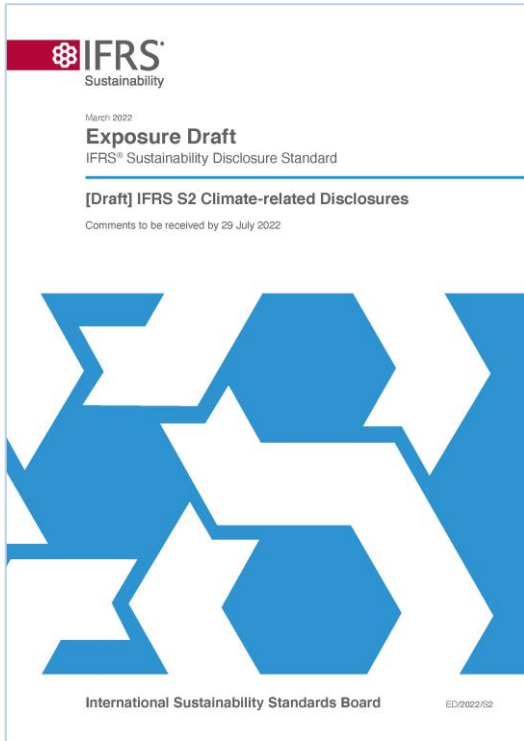 IFRS®
Sustainability
March 2022
Exposure Draft
IFRS® Sustainability Disclosure Standard
[Draft] IFRS S2 Climate-related Disclosures
Comments to be received by 29 July 2022
International Sustainability Standards Board
ED/2022/S2